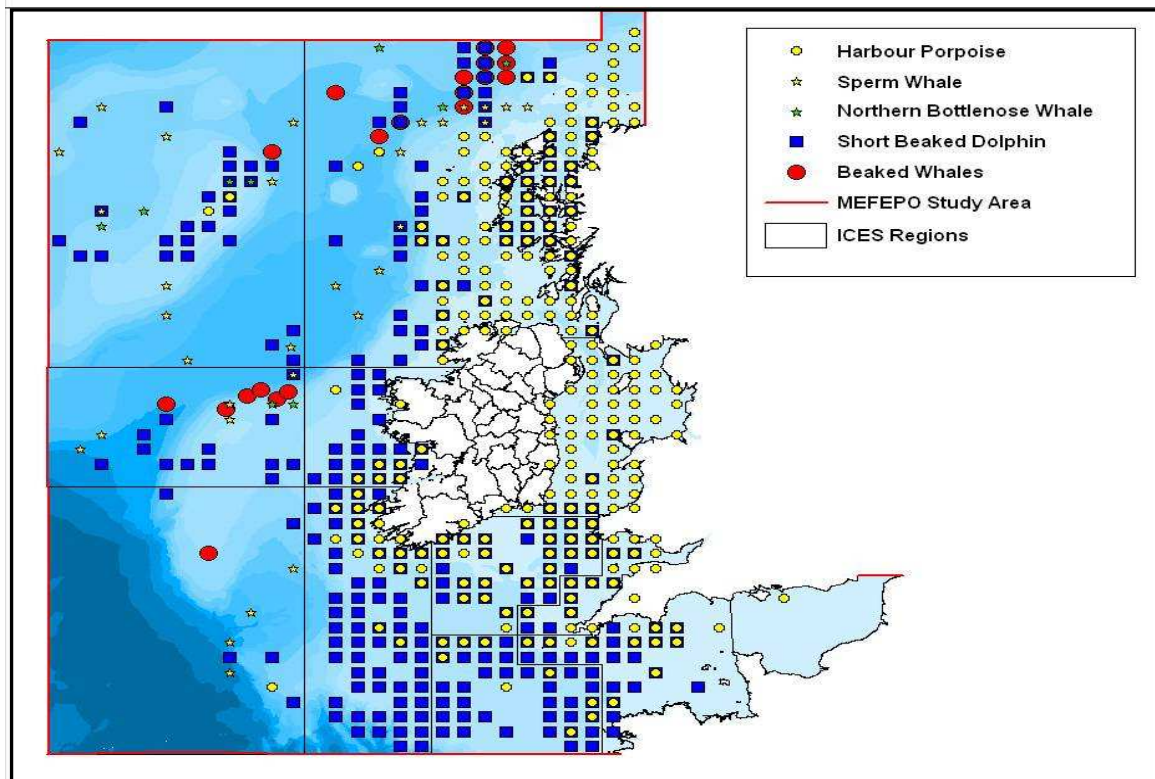 Harbour Porpoise
Sperm Whale
Northern Bottlenose Whale
Short Beaked Dolphin
Beaked Whales
MEFEPO Study Area
ICES Regions